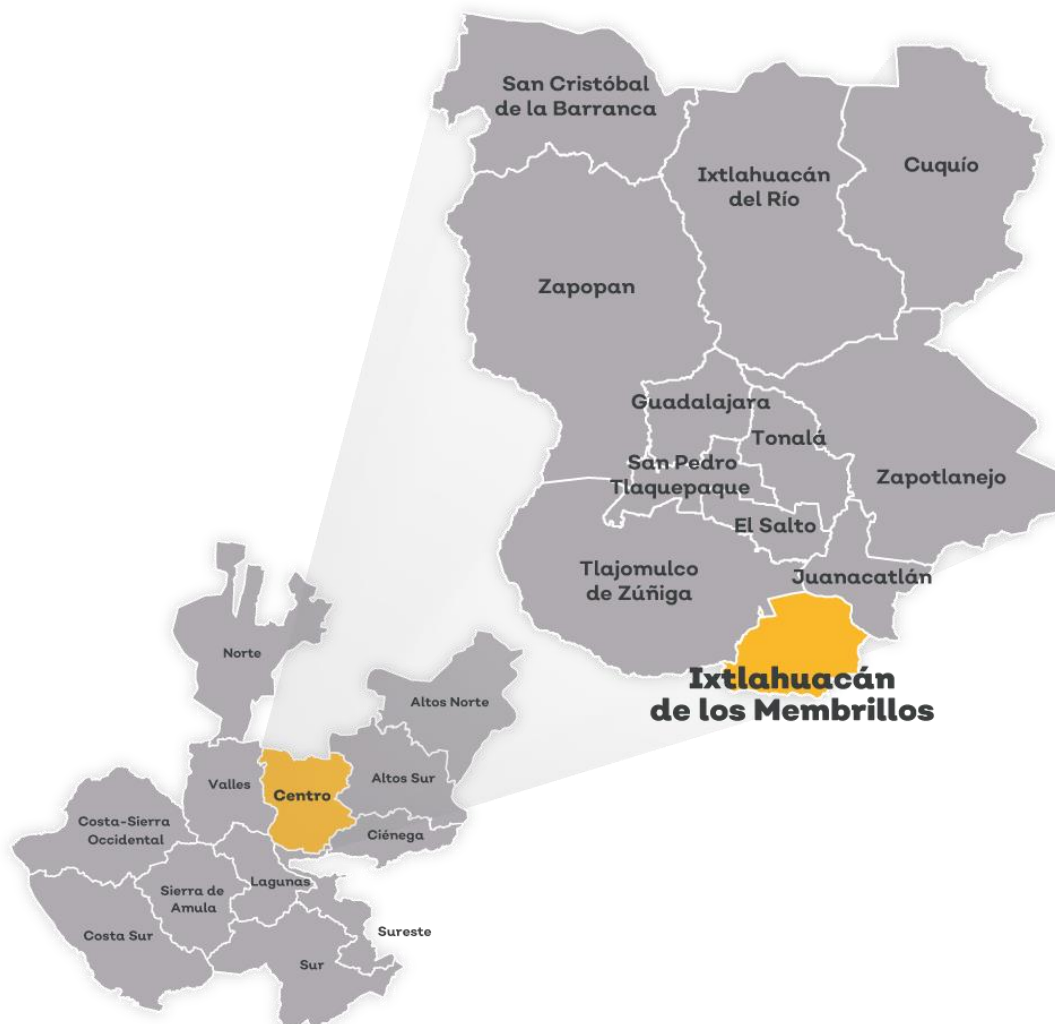 San Cristóbal
de la Barranca
Ixtlahuacán
del Río
Cuquío
Zapopan
Guadalajara
Tonalá
San Pedro
Tlaquepaque
Zapotlanejo
El Salto
Tlajomulco
de Zúñiga
Juanacatlán
Ixtlahuacán
de los Membrillos
Norte
Altos Norte
Valles
Centro
Altos Sur
Costa-Sierra
Occidental
Ciénega
Lagunas
Sierra de
Amula
Costa Sur
Sureste
Sur